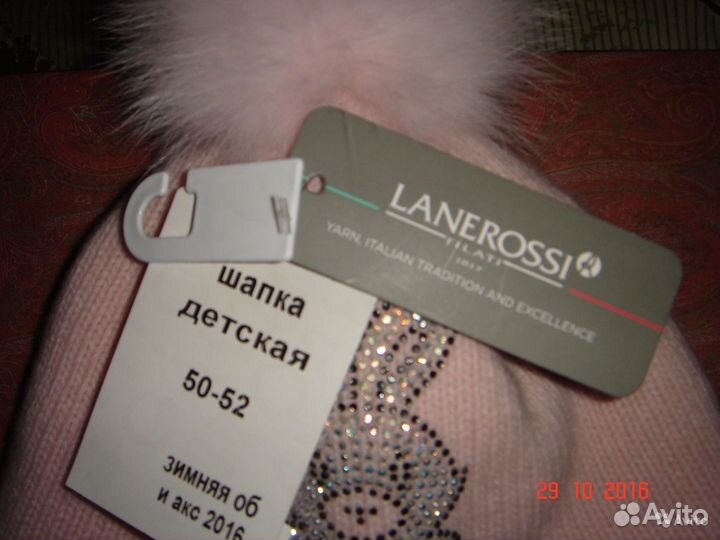 LANEROSSI
FILATI
1817
YARN, ITALIAN TRADITION AND EXCELLENCE
шапка
детская
50-52
зимняя об
и акс 2016
29 10 2016
Avito
Avito